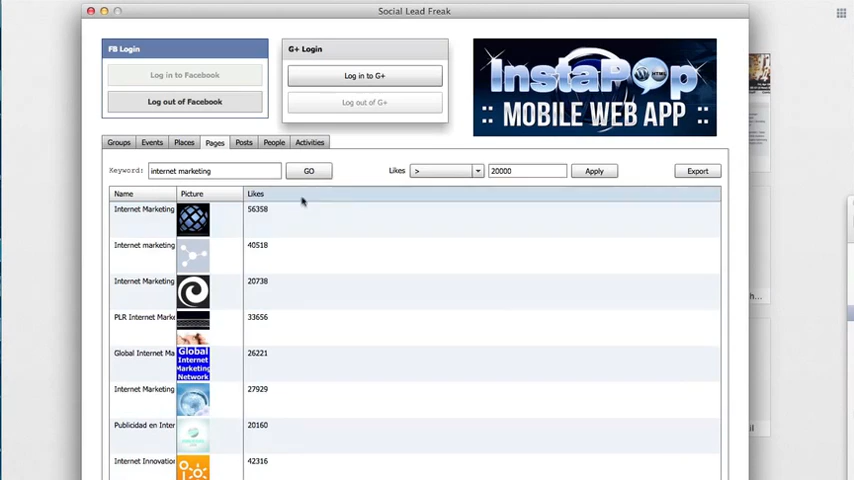 Social Lead Freak
FB Login
Log in to Facebook
Log out of Facebook
G+ Login
Log in to G+
Log out of G+
InstaPop
:: MOBILE WEB APP ::
Groups Events Places Pages Posts People Activities
Keyword: internet marketing GO Likes > 20000 Apply Export
Name Picture Likes
Internet Marketing 56358
Internet marketing 40518
Internet Marketing 20738
PLR Internet Marke 33656
Global Internet Ma Global Internet Marketing Network 26221
Internet Marketing 27929
Publicidad en Inter 20160
Internet Innovatio 42316